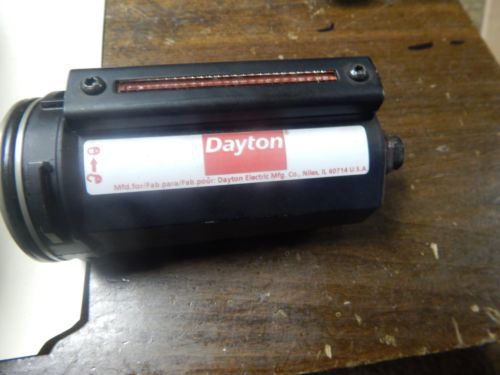 Dayton®
Mfd.for/Fab.para/Fab.pour: Dayton Electric Mfg. Co., Niles, IL 60714 U.S.A